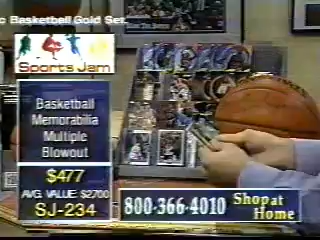 c Basketball Gold Set.
Sports Jam
Basketball
Memorabilia
Multiple
Blowout
$477
AVG. VALUE: $2700
SJ-234
800·366·4010
Shop at
Home